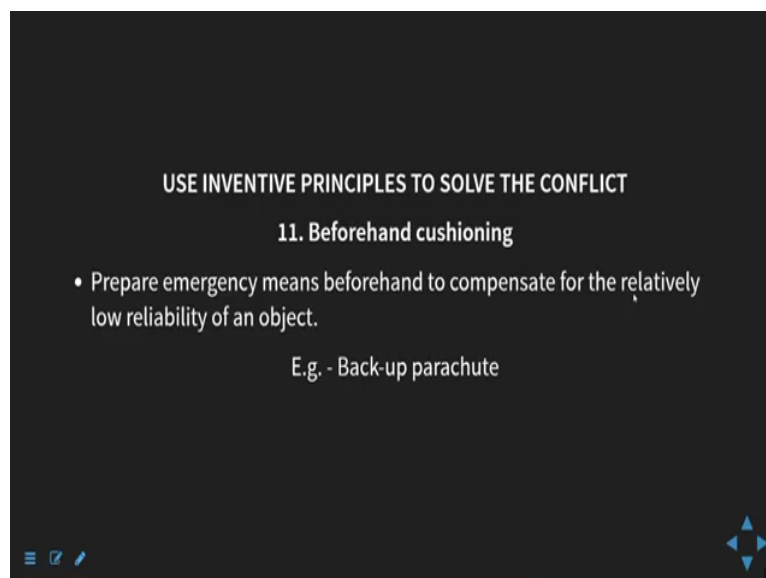 USE INVENTIVE PRINCIPLES TO SOLVE THE CONFLICT
11. Beforehand cushioning
• Prepare emergency means beforehand to compensate for the relatively
low reliability of an object.
E.g. - Back-up parachute